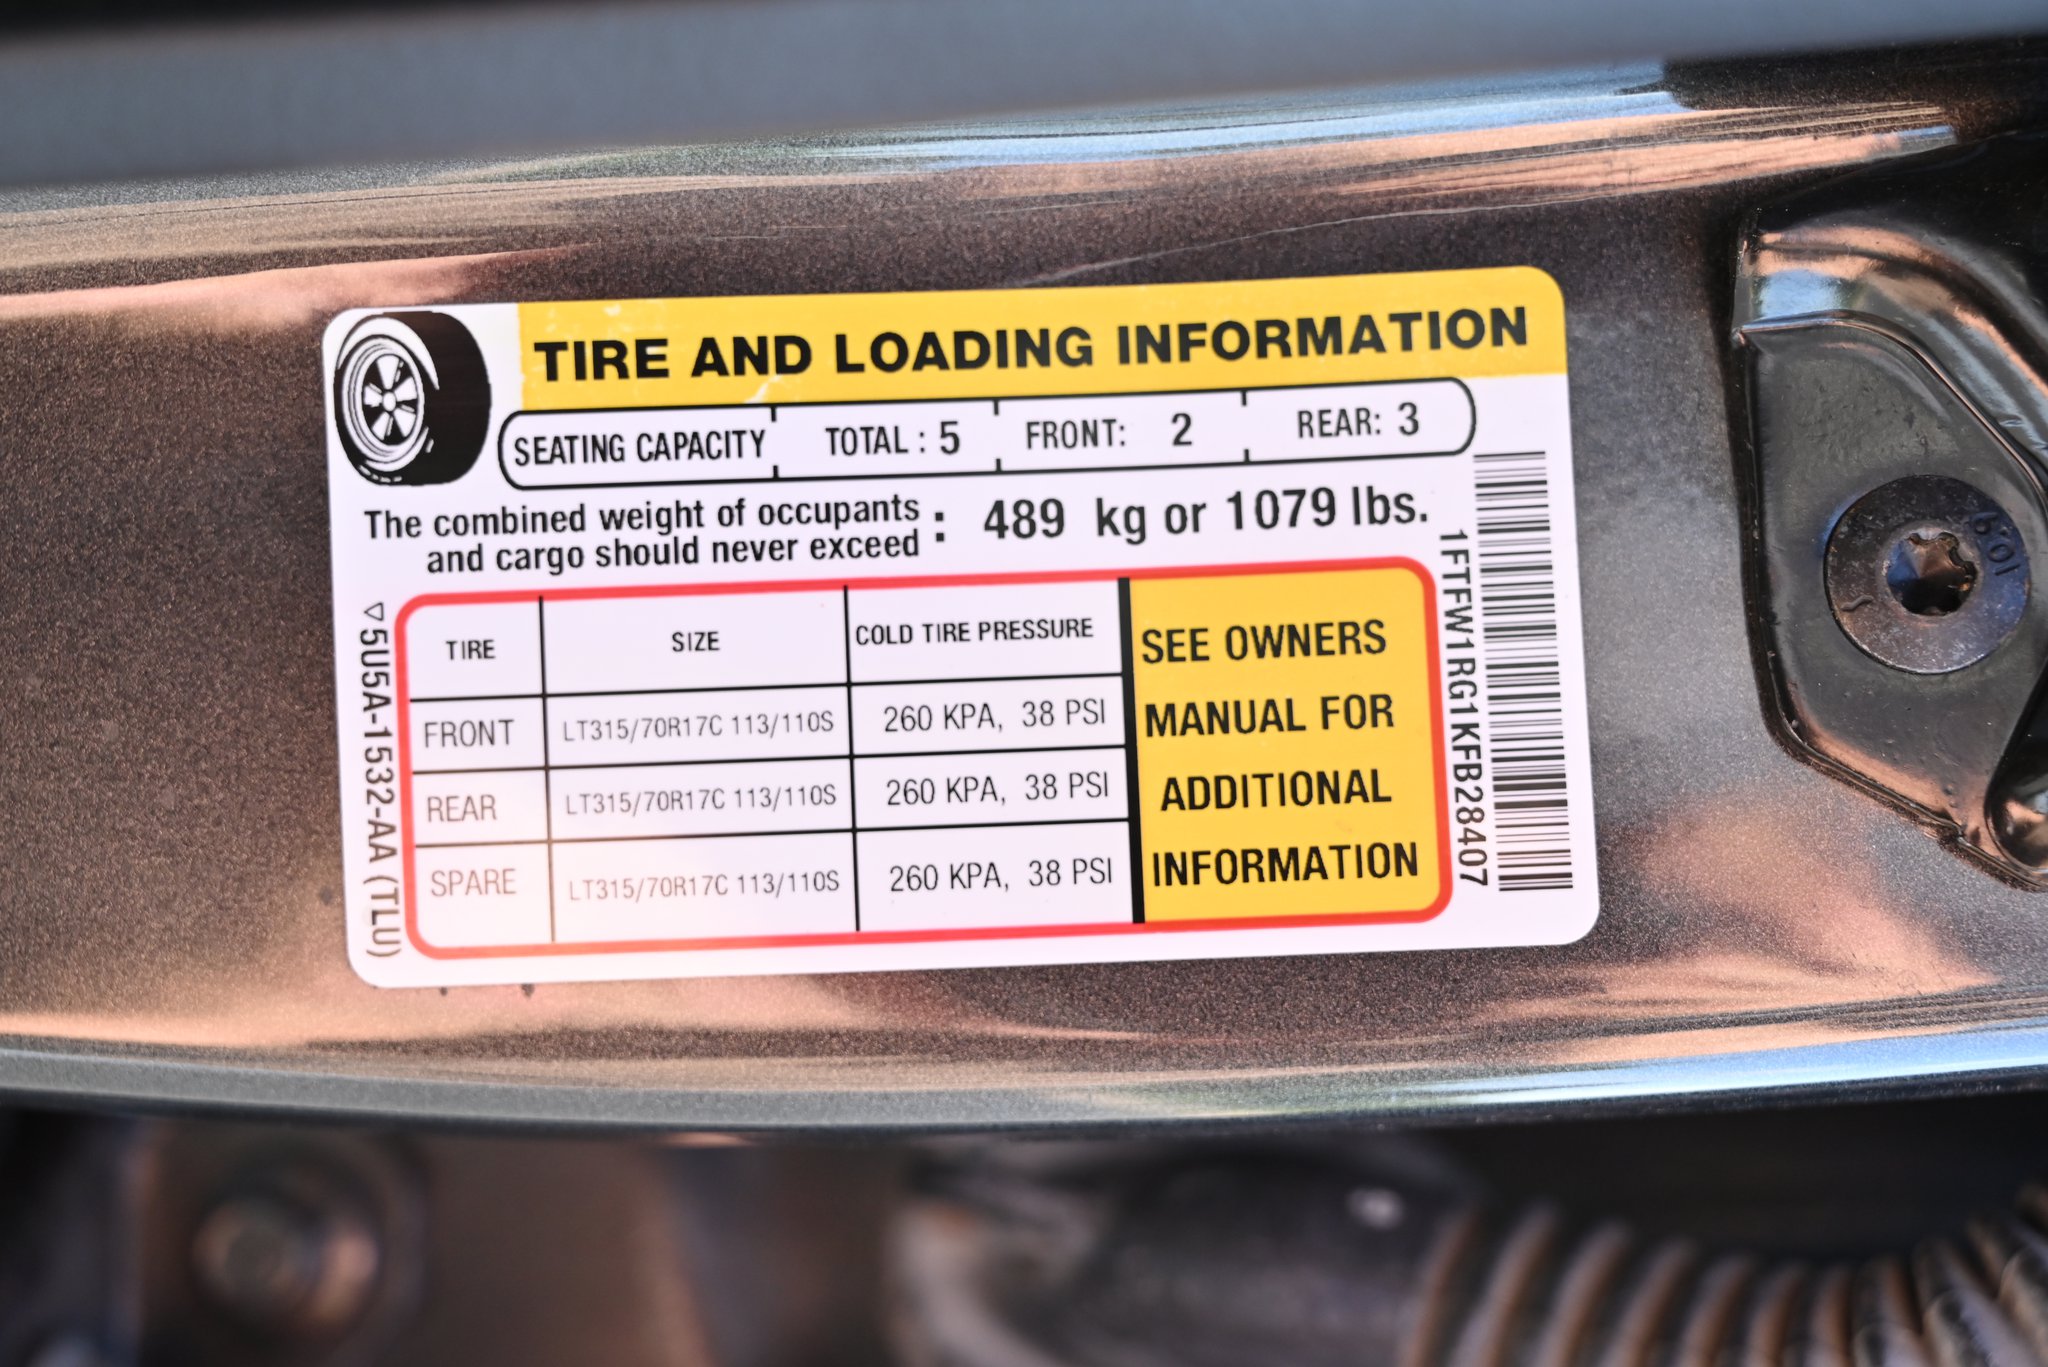 TIRE AND LOADING INFORMATION
SEATING CAPACITY TOTAL : 5 FRONT: 2 REAR: 3
The combined weight of occupants
and cargo should never exceed : 489 kg or 1079 lbs.
TIRE SIZE COLD TIRE PRESSURE
FRONT LT315/70R17C 113/110S 260 KPA, 38 PSI
REAR LT315/70R17C 113/110S 260 KPA, 38 PSI
SPARE LT315/70R17C 113/110S 260 KPA, 38 PSI
SEE OWNERS
MANUAL FOR
ADDITIONAL
INFORMATION
5U5A-1532-AA (TLU)
1FTFW1RG1KFB28407
10.9